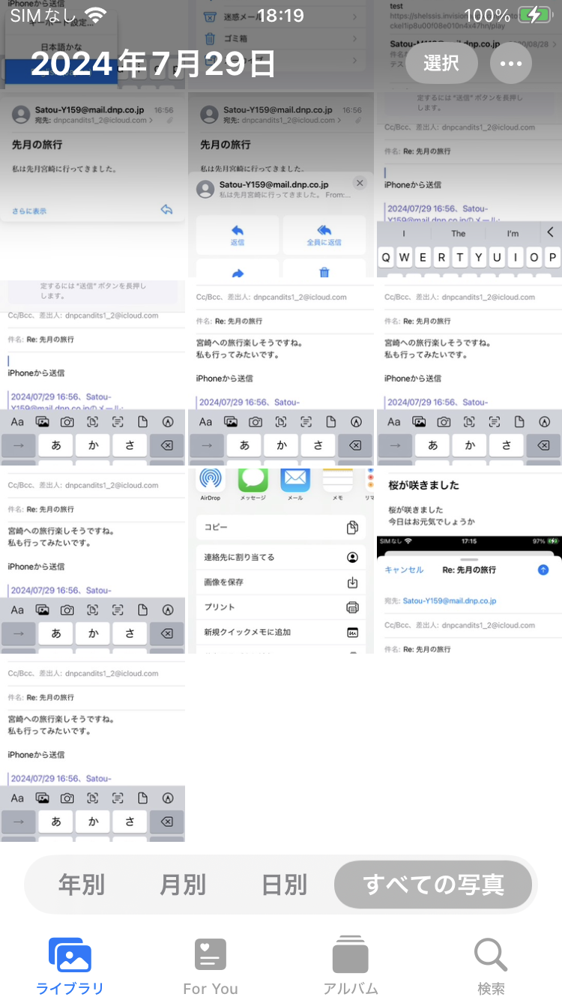 SIMなし
18:19
100%
2024年7月29日
選択
iPhoneから送信
キーボード設定...
日本語かな
迷惑メール
ゴミ箱
test
https://shelssis.invision
ckel1ip8u00f08e010n4x47hn/play
件名
テス
Satou-Y159@mail.dnp.co.jp
16:56
宛先: dnpcandits1_2@icloud.com
先月の旅行
私は先月宮崎に行ってきました。
さらに表示
Satou-Y159@mail.dnp.co.jp
16:56
宛先: dnpcandits1_2@icloud.com
先月の旅行
私は先月宮崎に行ってきました。
Satou-Y159@mail.dnp.co.jp
私は先月宮崎に行ってきました。 From:...
返信
全員に返信
定するには "送信" ボタンを長押し
します。
Cc/Bcc、差出人: dnpcandits1_2@icloud.com
件名: Re: 先月の旅行
iPhoneから送信
2024/07/29 16:56、Satou-
Y159@mail.dnp.co.jpのメール:
I The I'm
Q W E R T Y U I O P
定するには "送信" ボタンを長押し
します。
Cc/Bcc、差出人: dnpcandits1_2@icloud.com
件名: Re: 先月の旅行
iPhoneから送信
2024/07/29 16:56、Satou-
Y159@mail.dnp.co.jpのメール:
Aa
あ か さ
Cc/Bcc、差出人: dnpcandits1_2@icloud.com
件名: Re: 先月の旅行
宮崎への旅行楽しそうですね。
私も行ってみたいです。
iPhoneから送信
2024/07/29 16:56、Satou-
Aa
あ か さ
Cc/Bcc、差出人: dnpcandits1_2@icloud.com
件名: Re: 先月の旅行
宮崎への旅行楽しそうですね。
私も行ってみたいです。
iPhoneから送信
2024/07/29 16:56、Satou-
Aa
あ か さ
Cc/Bcc、差出人: dnpcandits1_2@icloud.com
件名: Re: 先月の旅行
宮崎への旅行楽しそうですね。
私も行ってみたいです。
iPhoneから送信
2024/07/29 16:56、Satou-
Aa
あ か さ
AirDrop メッセージ メール メモ リマ
コピー
連絡先に割り当てる
画像を保存
プリント
新規クイックメモに追加
桜が咲きました
桜が咲きました
今日はお元気でしょうか
SIMなし 17:15 97%
キャンセル Re: 先月の旅行
宛先: Satou-Y159@mail.dnp.co.jp
Cc/Bcc、差出人: dnpcandits1_2@icloud.com
件名: Re: 先月の旅行
Cc/Bcc、差出人: dnpcandits1_2@icloud.com
件名: Re: 先月の旅行
宮崎への旅行楽しそうですね。
私も行ってみたいです。
iPhoneから送信
2024/07/29 16:56、Satou-
Aa
あ か さ
年別 月別 日別 すべての写真
ライブラリ For You アルバム 検索